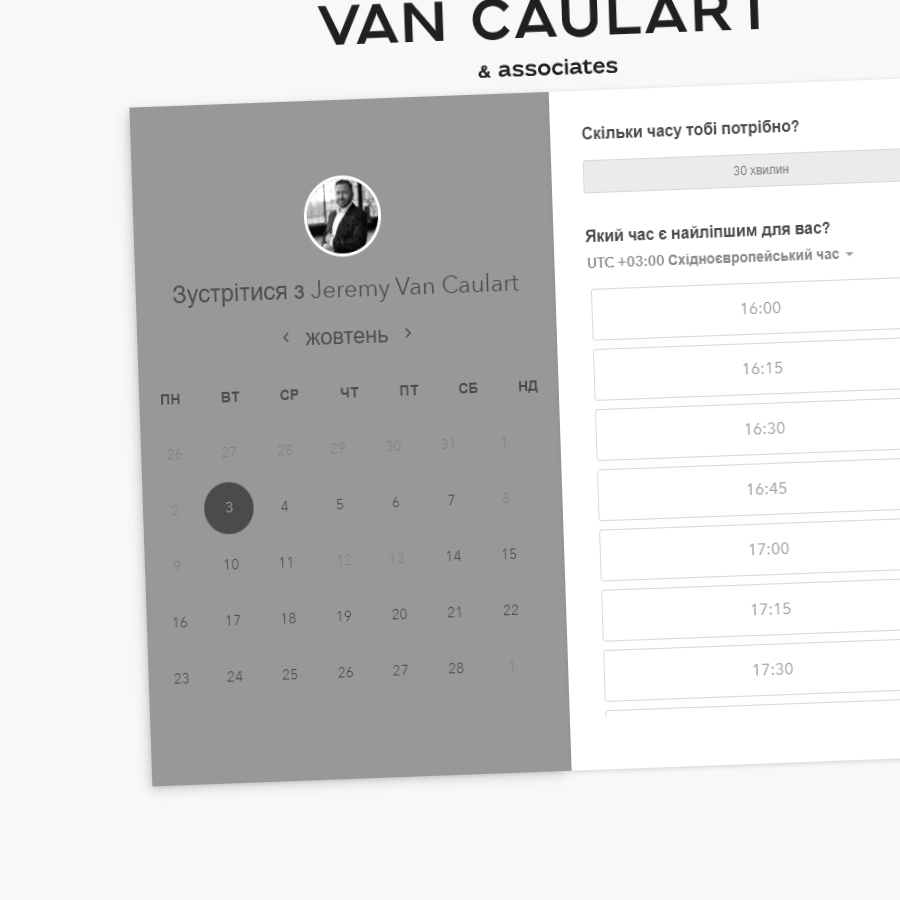 VAN CAULART
& associates
Зустрітися з Jeremy Van Caulart
жовтень
ПН ВТ СР ЧТ ПТ СБ НД
26 27 28 29 30 31 1
2 3 4 5 6 7 8
9 10 11 12 13 14 15
16 17 18 19 20 21 22
23 24 25 26 27 28 1
Скільки часу тобі потрібно?
30 хвилин
Який час є найліпшим для вас?
UTC +03:00 Східноєвропейський час
16:00
16:15
16:30
16:45
17:00
17:15
17:30